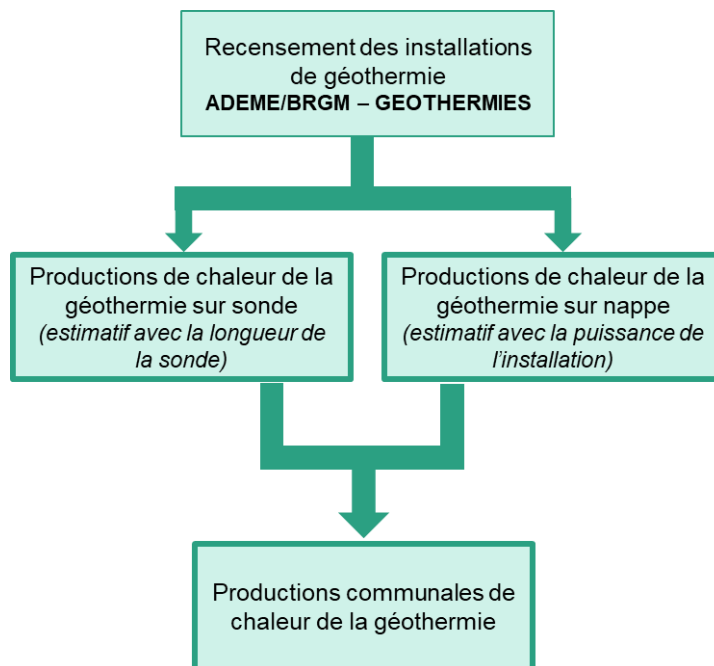 Recensement des installations
de géothermie
ADEME/BRGM – GEOTHERMIES
Productions de chaleur de la
géothermie sur sonde
(estimatif avec la longueur de
la sonde)
Productions de chaleur de la
géothermie sur nappe
(estimatif avec la puissance de
l’installation)
Productions communales de
chaleur de la géothermie